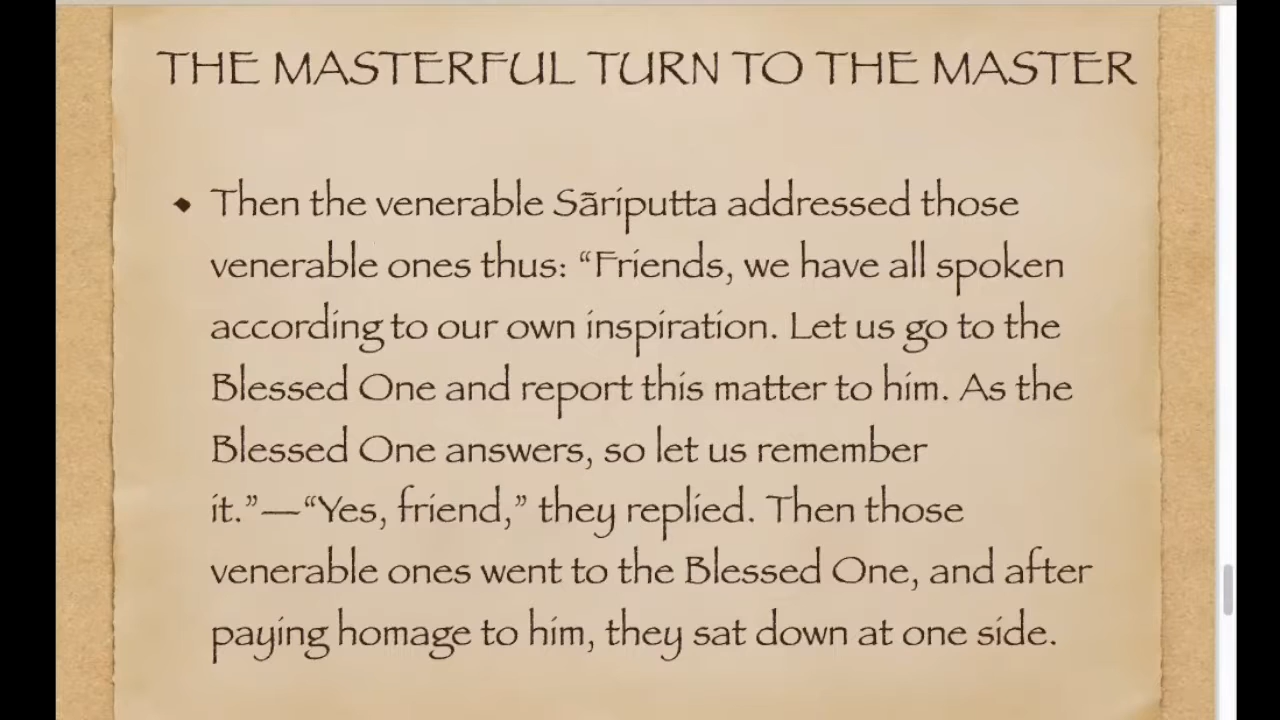 THE MASTERFUL TURN TO THE MASTER
◆ Then the venerable Sãriputta addressed those
venerable ones thus: “Friends, we have all spoken
according to our own inspiration. Let us go to the
Blessed One and report this matter to him. As the
Blessed One answers, so let us remember
it.”—“Yes, friend,” they replied. Then those
venerable ones went to the Blessed One, and after
paying homage to him, they sat down at one side.